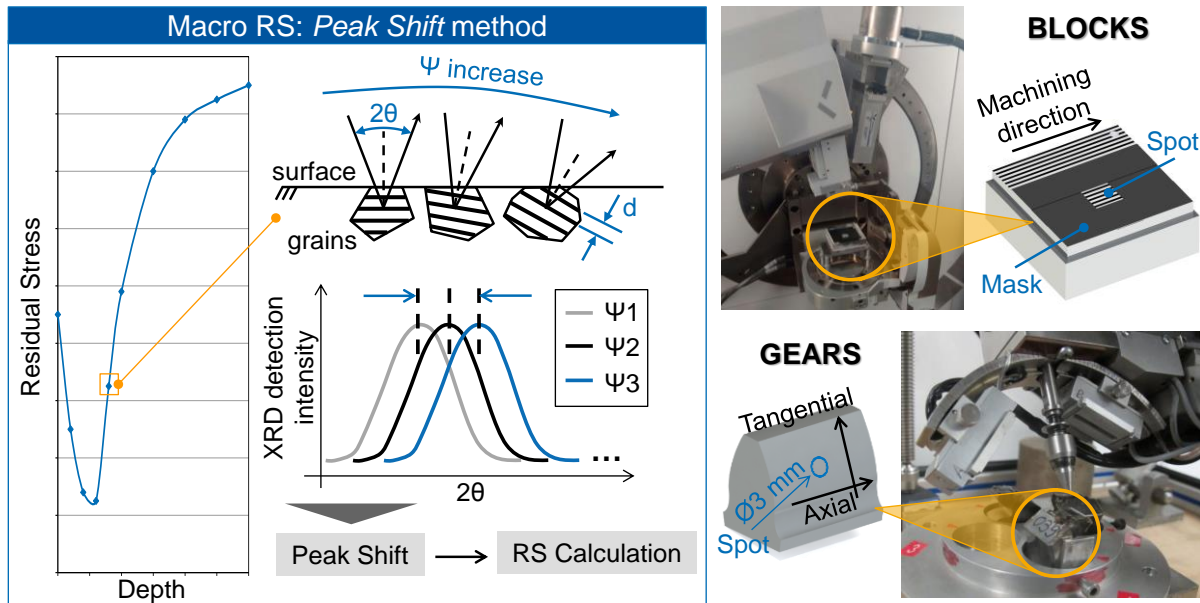 Macro RS: Peak Shift method
Residual Stress
Depth
Ψ increase
2θ
surface
grains
d
XRD detection
intensity
Ψ1
Ψ2
Ψ3
...
2θ
Peak Shift
RS Calculation
BLOCKS
Machining
direction
Spot
Mask
GEARS
Tangential
Ø3 mm
Axial
Spot